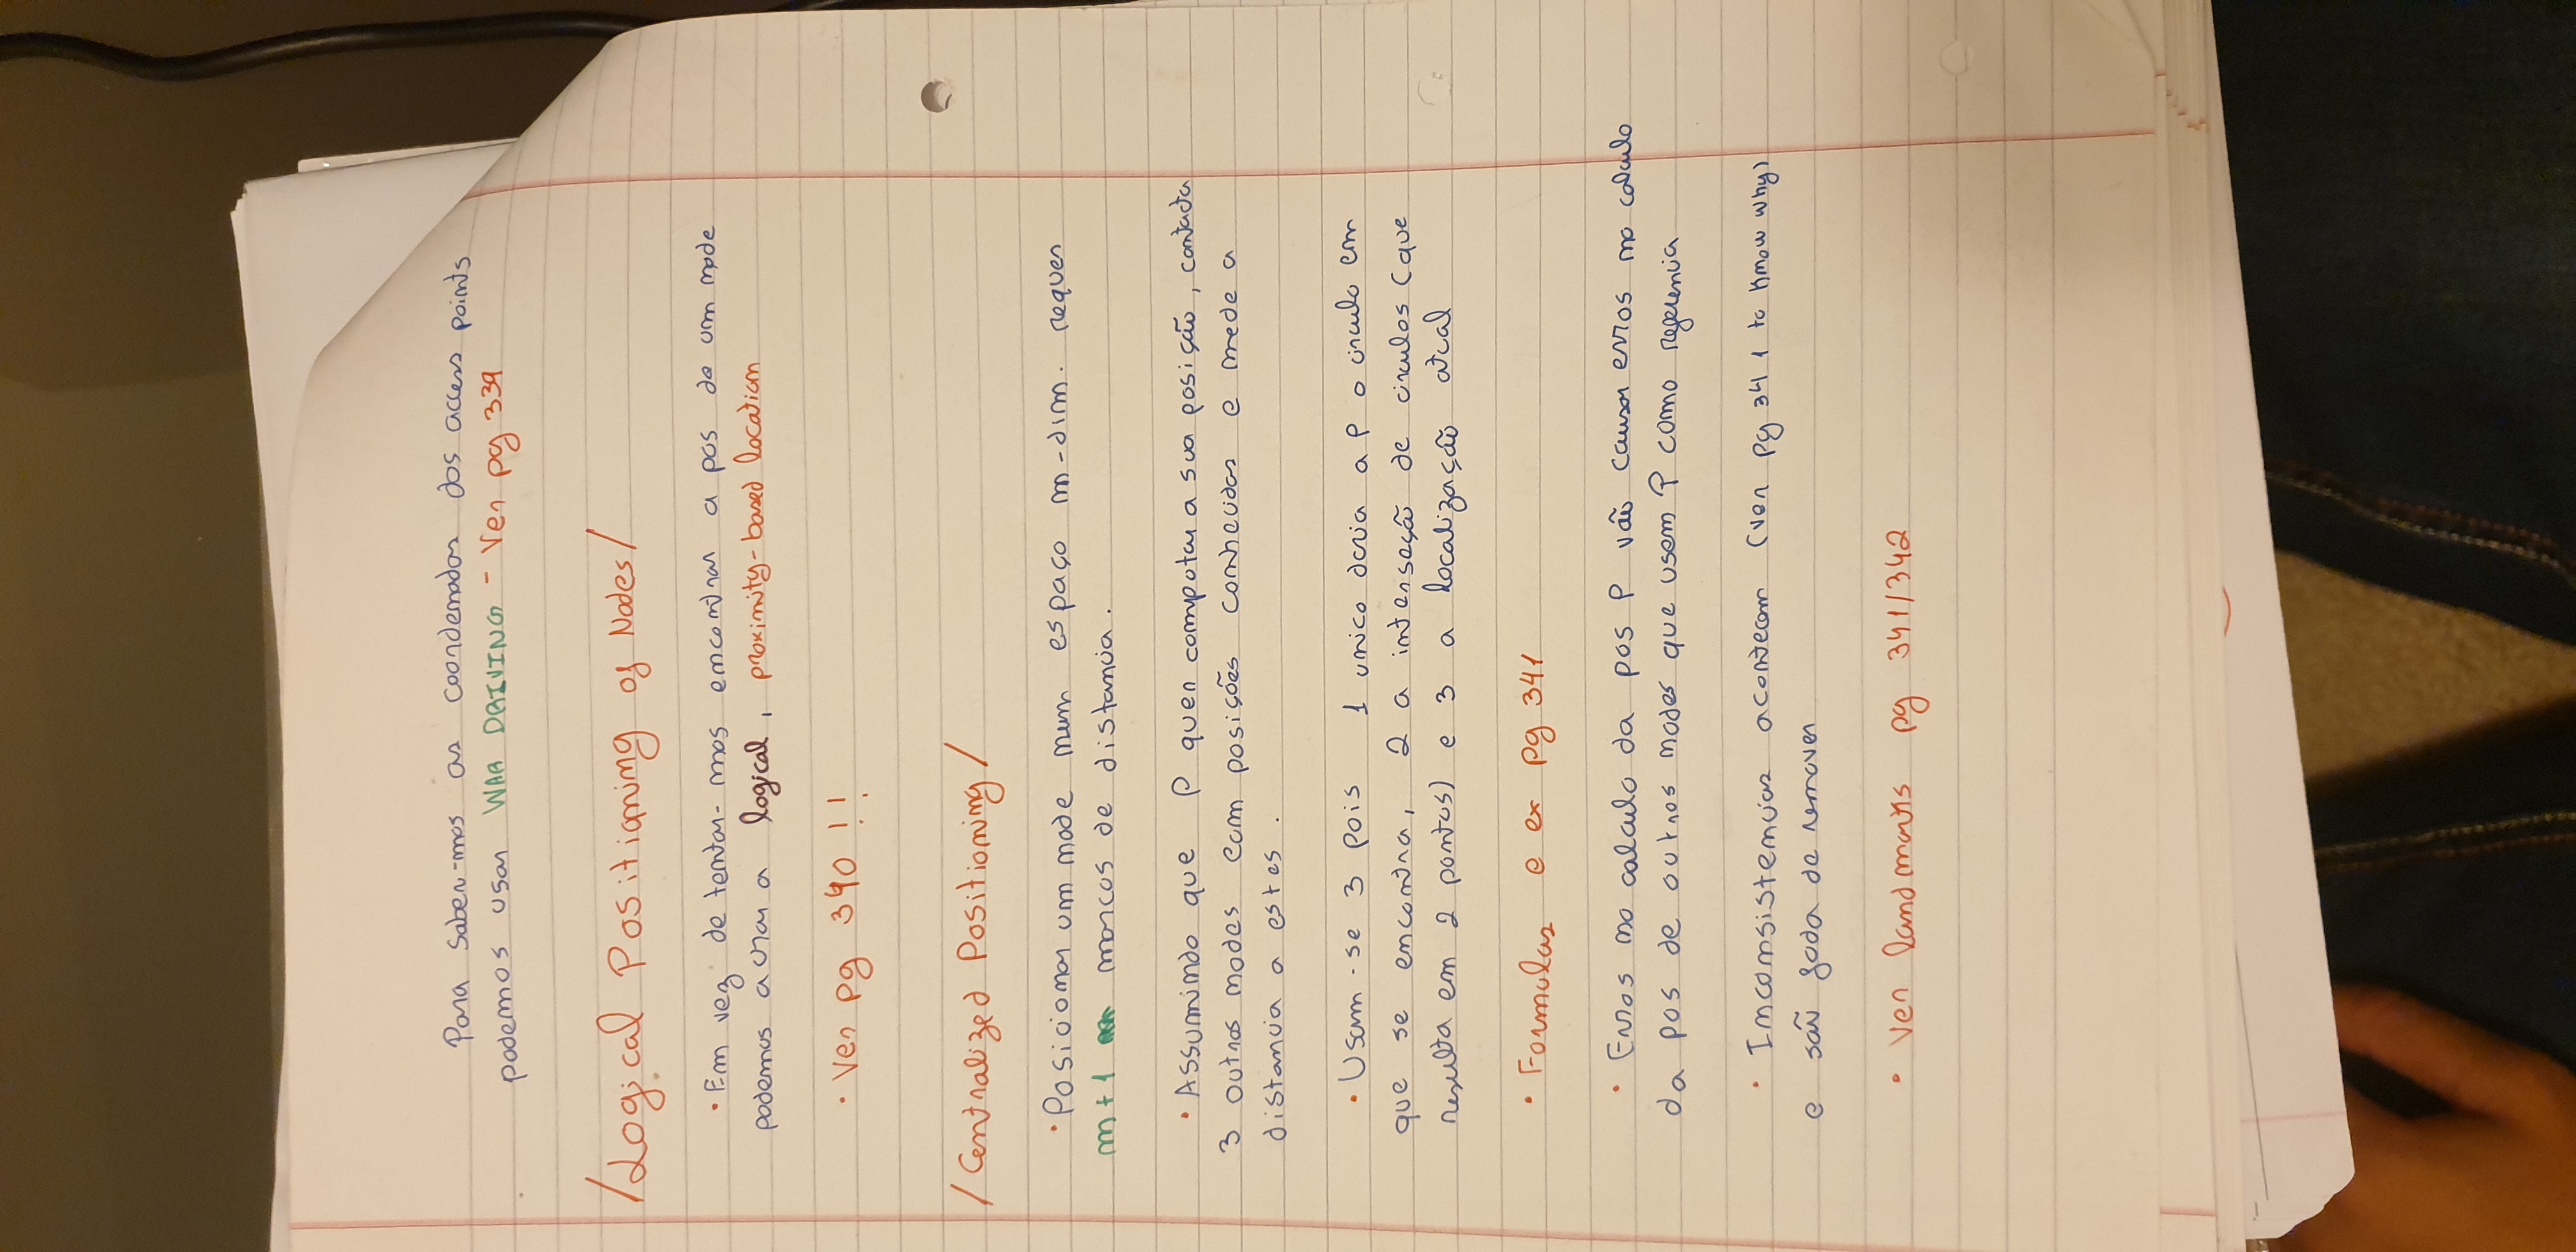 Para saber-mos as coordenadas dos access points
podemos usar WAR DRIVING - Ver pg 339
/Logical Positioning of Nodes/
• Em vez de tentar-mos encontrar a pos de um node
podemos achar a logical, proximity-based location
• Ver pg 340 !!
/Centralized Positioning/
• Posicionar um node num espaço m-dim. requer
m+1 marcos de distancia.
• Assumindo que P quer computar a sua posição, contacta
3 outros nodes com posições conhecidas e mede a
distancia a estes.
• Usam-se 3 pois 1 unico daria a P o circulo em
que se encontra, 2 a interseção de circulos (que
resulta em 2 pontos) e 3 a localização atual
• Formulas e ex pg 341
• Erros no calculo da pos P vão causar erros no calculo
da pos de outros nodes que usem P como referencia
• Inconsistencias acontecem (ver pg 341 to know why)
e são foda de remover
• Ver landmarks pg 341/342